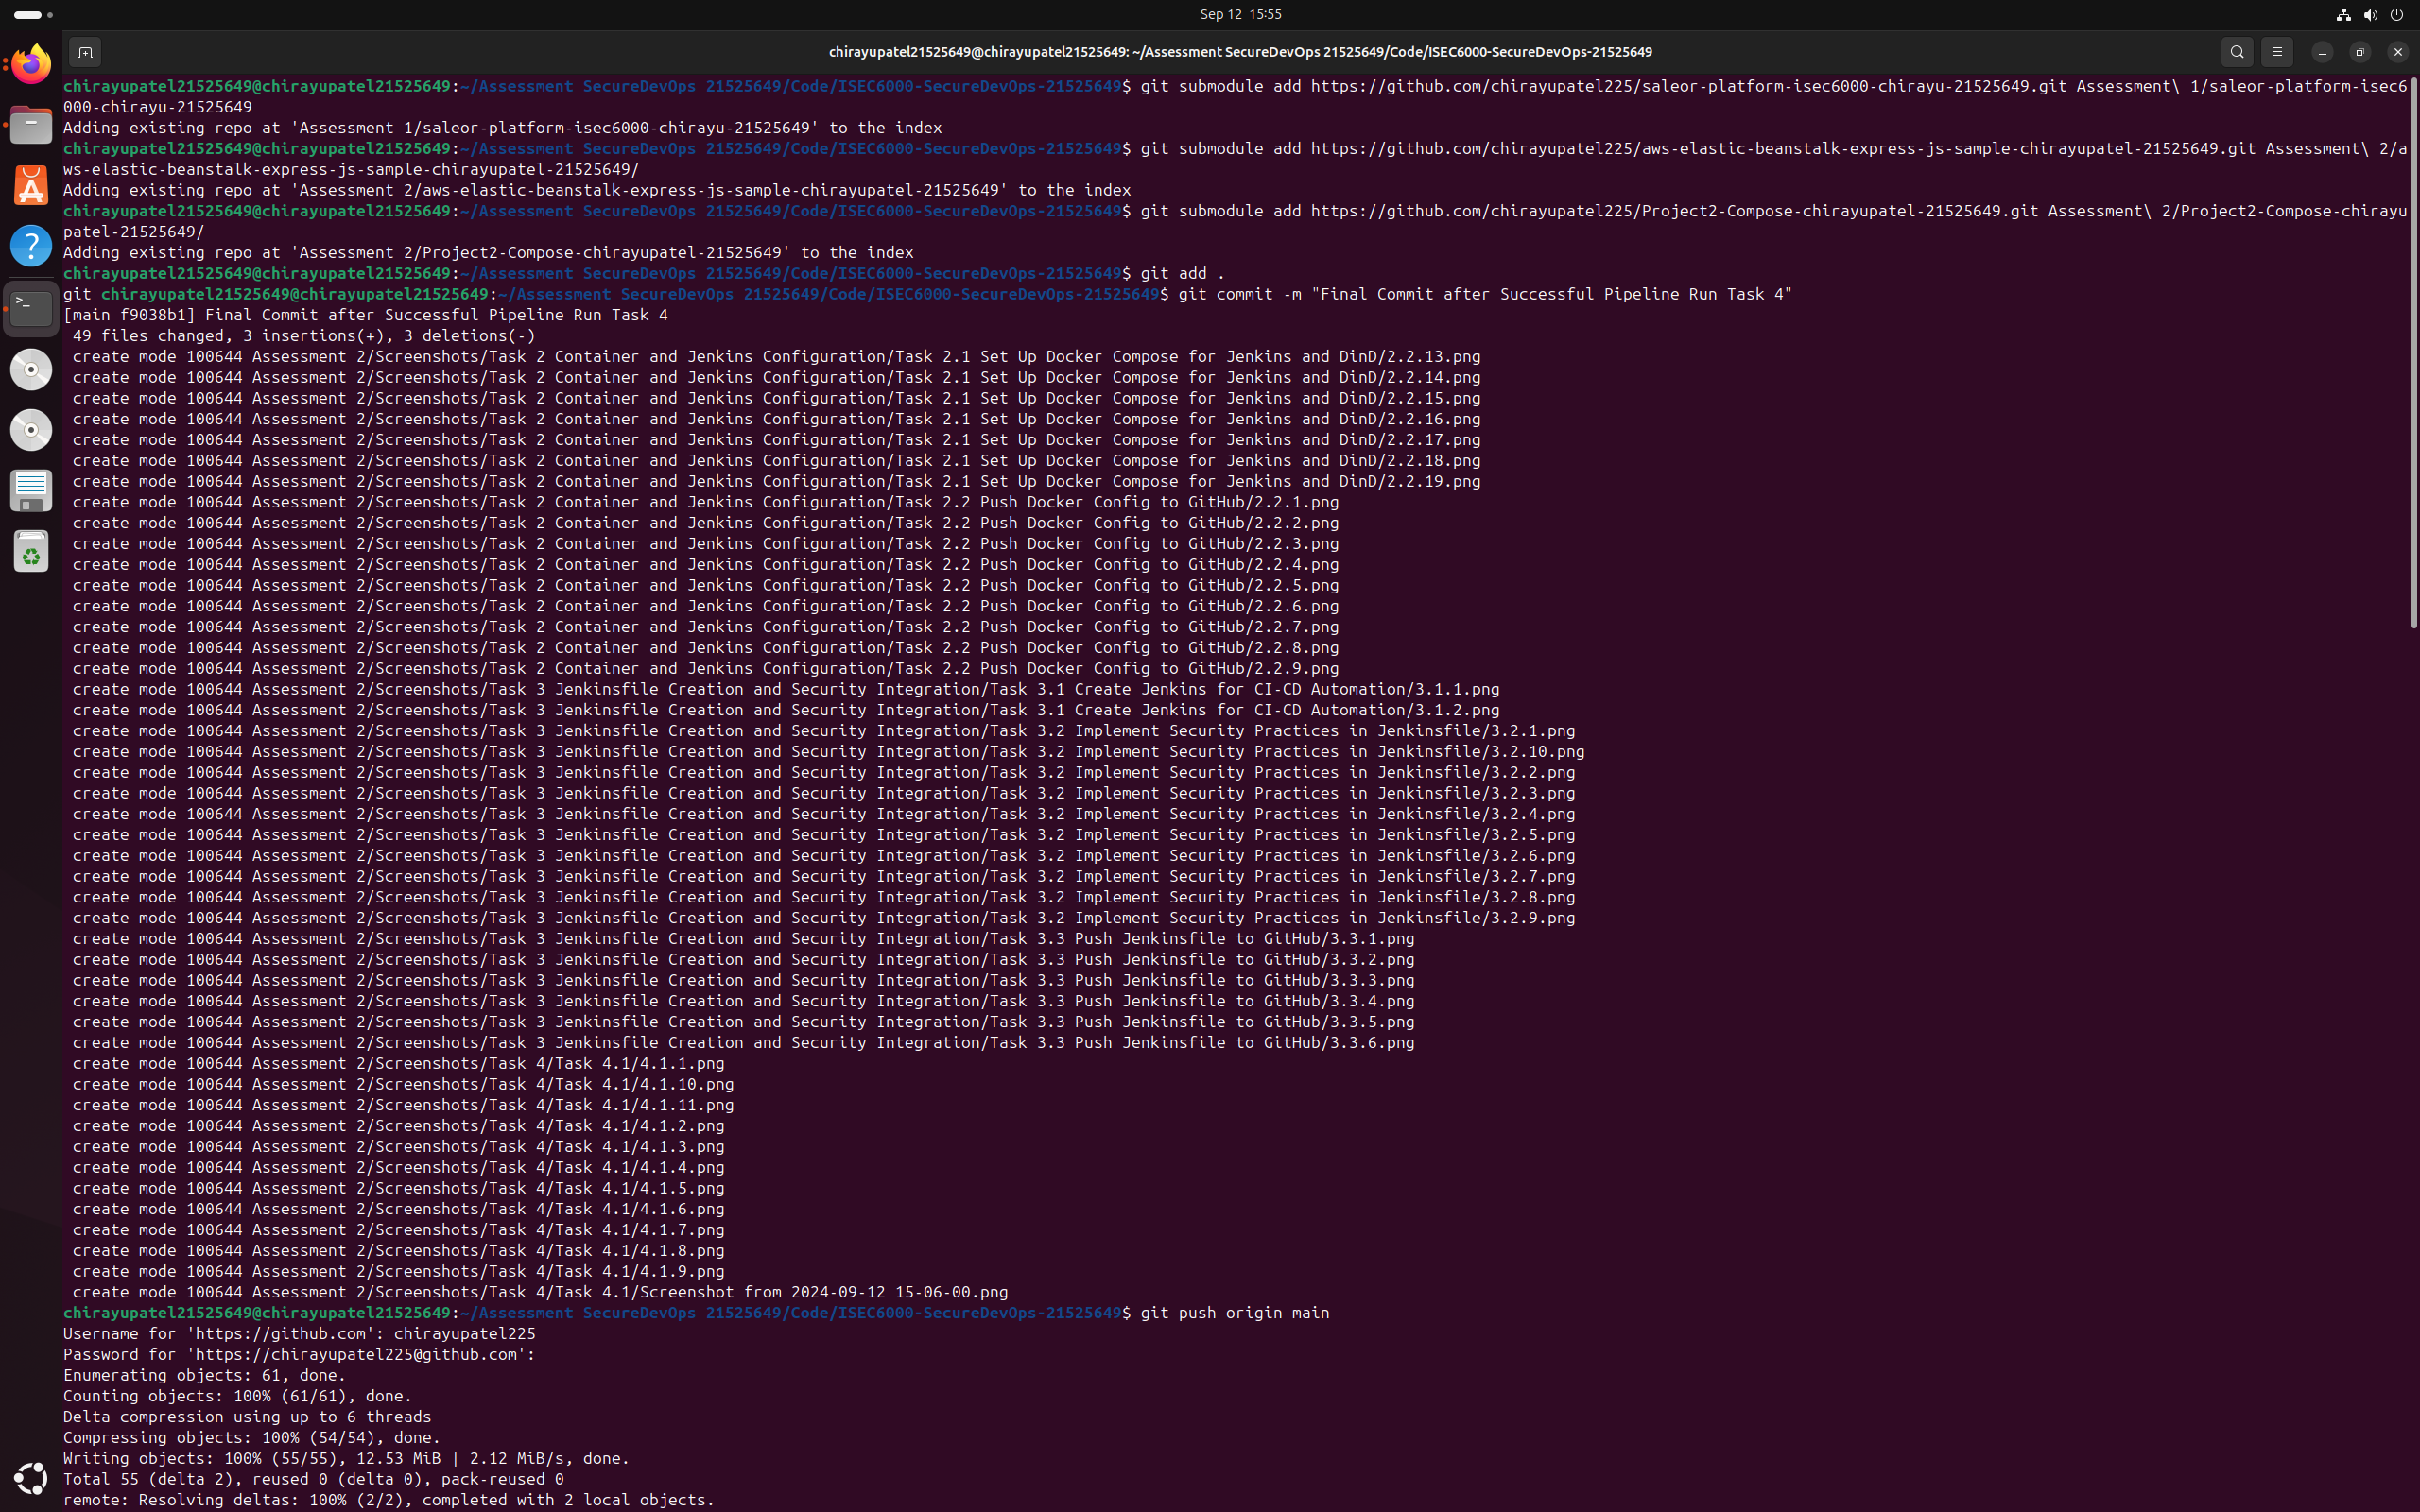 Sep 12 15:55
chirayupatel21525649@chirayupatel21525649: ~/Assessment SecureDevOps 21525649/Code/ISEC6000-SecureDevOps-21525649
chirayupatel21525649@chirayupatel21525649:~/Assessment SecureDevOps 21525649/Code/ISEC6000-SecureDevOps-21525649$ git submodule add https://github.com/chirayupatel225/saleor-platform-isec6000-chirayu-21525649.git Assessment\ 1/saleor-platform-isec6
000-chirayu-21525649
Adding existing repo at 'Assessment 1/saleor-platform-isec6000-chirayu-21525649' to the index
chirayupatel21525649@chirayupatel21525649:~/Assessment SecureDevOps 21525649/Code/ISEC6000-SecureDevOps-21525649$ git submodule add https://github.com/chirayupatel225/aws-elastic-beanstalk-express-js-sample-chirayupatel-21525649.git Assessment\ 2/a
ws-elastic-beanstalk-express-js-sample-chirayupatel-21525649/
Adding existing repo at 'Assessment 2/aws-elastic-beanstalk-express-js-sample-chirayupatel-21525649' to the index
chirayupatel21525649@chirayupatel21525649:~/Assessment SecureDevOps 21525649/Code/ISEC6000-SecureDevOps-21525649$ git submodule add https://github.com/chirayupatel225/Project2-Compose-chirayupatel-21525649.git Assessment\ 2/Project2-Compose-chirayu
patel-21525649/
Adding existing repo at 'Assessment 2/Project2-Compose-chirayupatel-21525649' to the index
chirayupatel21525649@chirayupatel21525649:~/Assessment SecureDevOps 21525649/Code/ISEC6000-SecureDevOps-21525649$ git add .
git chirayupatel21525649@chirayupatel21525649:~/Assessment SecureDevOps 21525649/Code/ISEC6000-SecureDevOps-21525649$ git commit -m "Final Commit after Successful Pipeline Run Task 4"
[main f9038b1] Final Commit after Successful Pipeline Run Task 4
 49 files changed, 3 insertions(+), 3 deletions(-)
 create mode 100644 Assessment 2/Screenshots/Task 2 Container and Jenkins Configuration/Task 2.1 Set Up Docker Compose for Jenkins and DinD/2.2.13.png
 create mode 100644 Assessment 2/Screenshots/Task 2 Container and Jenkins Configuration/Task 2.1 Set Up Docker Compose for Jenkins and DinD/2.2.14.png
 create mode 100644 Assessment 2/Screenshots/Task 2 Container and Jenkins Configuration/Task 2.1 Set Up Docker Compose for Jenkins and DinD/2.2.15.png
 create mode 100644 Assessment 2/Screenshots/Task 2 Container and Jenkins Configuration/Task 2.1 Set Up Docker Compose for Jenkins and DinD/2.2.16.png
 create mode 100644 Assessment 2/Screenshots/Task 2 Container and Jenkins Configuration/Task 2.1 Set Up Docker Compose for Jenkins and DinD/2.2.17.png
 create mode 100644 Assessment 2/Screenshots/Task 2 Container and Jenkins Configuration/Task 2.1 Set Up Docker Compose for Jenkins and DinD/2.2.18.png
 create mode 100644 Assessment 2/Screenshots/Task 2 Container and Jenkins Configuration/Task 2.1 Set Up Docker Compose for Jenkins and DinD/2.2.19.png
 create mode 100644 Assessment 2/Screenshots/Task 2 Container and Jenkins Configuration/Task 2.2 Push Docker Config to GitHub/2.2.1.png
 create mode 100644 Assessment 2/Screenshots/Task 2 Container and Jenkins Configuration/Task 2.2 Push Docker Config to GitHub/2.2.2.png
 create mode 100644 Assessment 2/Screenshots/Task 2 Container and Jenkins Configuration/Task 2.2 Push Docker Config to GitHub/2.2.3.png
 create mode 100644 Assessment 2/Screenshots/Task 2 Container and Jenkins Configuration/Task 2.2 Push Docker Config to GitHub/2.2.4.png
 create mode 100644 Assessment 2/Screenshots/Task 2 Container and Jenkins Configuration/Task 2.2 Push Docker Config to GitHub/2.2.5.png
 create mode 100644 Assessment 2/Screenshots/Task 2 Container and Jenkins Configuration/Task 2.2 Push Docker Config to GitHub/2.2.6.png
 create mode 100644 Assessment 2/Screenshots/Task 2 Container and Jenkins Configuration/Task 2.2 Push Docker Config to GitHub/2.2.7.png
 create mode 100644 Assessment 2/Screenshots/Task 2 Container and Jenkins Configuration/Task 2.2 Push Docker Config to GitHub/2.2.8.png
 create mode 100644 Assessment 2/Screenshots/Task 2 Container and Jenkins Configuration/Task 2.2 Push Docker Config to GitHub/2.2.9.png
 create mode 100644 Assessment 2/Screenshots/Task 3 Jenkinsfile Creation and Security Integration/Task 3.1 Create Jenkins for CI-CD Automation/3.1.1.png
 create mode 100644 Assessment 2/Screenshots/Task 3 Jenkinsfile Creation and Security Integration/Task 3.1 Create Jenkins for CI-CD Automation/3.1.2.png
 create mode 100644 Assessment 2/Screenshots/Task 3 Jenkinsfile Creation and Security Integration/Task 3.2 Implement Security Practices in Jenkinsfile/3.2.1.png
 create mode 100644 Assessment 2/Screenshots/Task 3 Jenkinsfile Creation and Security Integration/Task 3.2 Implement Security Practices in Jenkinsfile/3.2.10.png
 create mode 100644 Assessment 2/Screenshots/Task 3 Jenkinsfile Creation and Security Integration/Task 3.2 Implement Security Practices in Jenkinsfile/3.2.2.png
 create mode 100644 Assessment 2/Screenshots/Task 3 Jenkinsfile Creation and Security Integration/Task 3.2 Implement Security Practices in Jenkinsfile/3.2.3.png
 create mode 100644 Assessment 2/Screenshots/Task 3 Jenkinsfile Creation and Security Integration/Task 3.2 Implement Security Practices in Jenkinsfile/3.2.4.png
 create mode 100644 Assessment 2/Screenshots/Task 3 Jenkinsfile Creation and Security Integration/Task 3.2 Implement Security Practices in Jenkinsfile/3.2.5.png
 create mode 100644 Assessment 2/Screenshots/Task 3 Jenkinsfile Creation and Security Integration/Task 3.2 Implement Security Practices in Jenkinsfile/3.2.6.png
 create mode 100644 Assessment 2/Screenshots/Task 3 Jenkinsfile Creation and Security Integration/Task 3.2 Implement Security Practices in Jenkinsfile/3.2.7.png
 create mode 100644 Assessment 2/Screenshots/Task 3 Jenkinsfile Creation and Security Integration/Task 3.2 Implement Security Practices in Jenkinsfile/3.2.8.png
 create mode 100644 Assessment 2/Screenshots/Task 3 Jenkinsfile Creation and Security Integration/Task 3.2 Implement Security Practices in Jenkinsfile/3.2.9.png
 create mode 100644 Assessment 2/Screenshots/Task 3 Jenkinsfile Creation and Security Integration/Task 3.3 Push Jenkinsfile to GitHub/3.3.1.png
 create mode 100644 Assessment 2/Screenshots/Task 3 Jenkinsfile Creation and Security Integration/Task 3.3 Push Jenkinsfile to GitHub/3.3.2.png
 create mode 100644 Assessment 2/Screenshots/Task 3 Jenkinsfile Creation and Security Integration/Task 3.3 Push Jenkinsfile to GitHub/3.3.3.png
 create mode 100644 Assessment 2/Screenshots/Task 3 Jenkinsfile Creation and Security Integration/Task 3.3 Push Jenkinsfile to GitHub/3.3.4.png
 create mode 100644 Assessment 2/Screenshots/Task 3 Jenkinsfile Creation and Security Integration/Task 3.3 Push Jenkinsfile to GitHub/3.3.5.png
 create mode 100644 Assessment 2/Screenshots/Task 3 Jenkinsfile Creation and Security Integration/Task 3.3 Push Jenkinsfile to GitHub/3.3.6.png
 create mode 100644 Assessment 2/Screenshots/Task 4/Task 4.1/4.1.1.png
 create mode 100644 Assessment 2/Screenshots/Task 4/Task 4.1/4.1.10.png
 create mode 100644 Assessment 2/Screenshots/Task 4/Task 4.1/4.1.11.png
 create mode 100644 Assessment 2/Screenshots/Task 4/Task 4.1/4.1.2.png
 create mode 100644 Assessment 2/Screenshots/Task 4/Task 4.1/4.1.3.png
 create mode 100644 Assessment 2/Screenshots/Task 4/Task 4.1/4.1.4.png
 create mode 100644 Assessment 2/Screenshots/Task 4/Task 4.1/4.1.5.png
 create mode 100644 Assessment 2/Screenshots/Task 4/Task 4.1/4.1.6.png
 create mode 100644 Assessment 2/Screenshots/Task 4/Task 4.1/4.1.7.png
 create mode 100644 Assessment 2/Screenshots/Task 4/Task 4.1/4.1.8.png
 create mode 100644 Assessment 2/Screenshots/Task 4/Task 4.1/4.1.9.png
 create mode 100644 Assessment 2/Screenshots/Task 4/Task 4.1/Screenshot from 2024-09-12 15-06-00.png
chirayupatel21525649@chirayupatel21525649:~/Assessment SecureDevOps 21525649/Code/ISEC6000-SecureDevOps-21525649$ git push origin main
Username for 'https://github.com': chirayupatel225
Password for 'https://chirayupatel225@github.com':
Enumerating objects: 61, done.
Counting objects: 100% (61/61), done.
Delta compression using up to 6 threads
Compressing objects: 100% (54/54), done.
Writing objects: 100% (55/55), 12.53 MiB | 2.12 MiB/s, done.
Total 55 (delta 2), reused 0 (delta 0), pack-reused 0
remote: Resolving deltas: 100% (2/2), completed with 2 local objects.